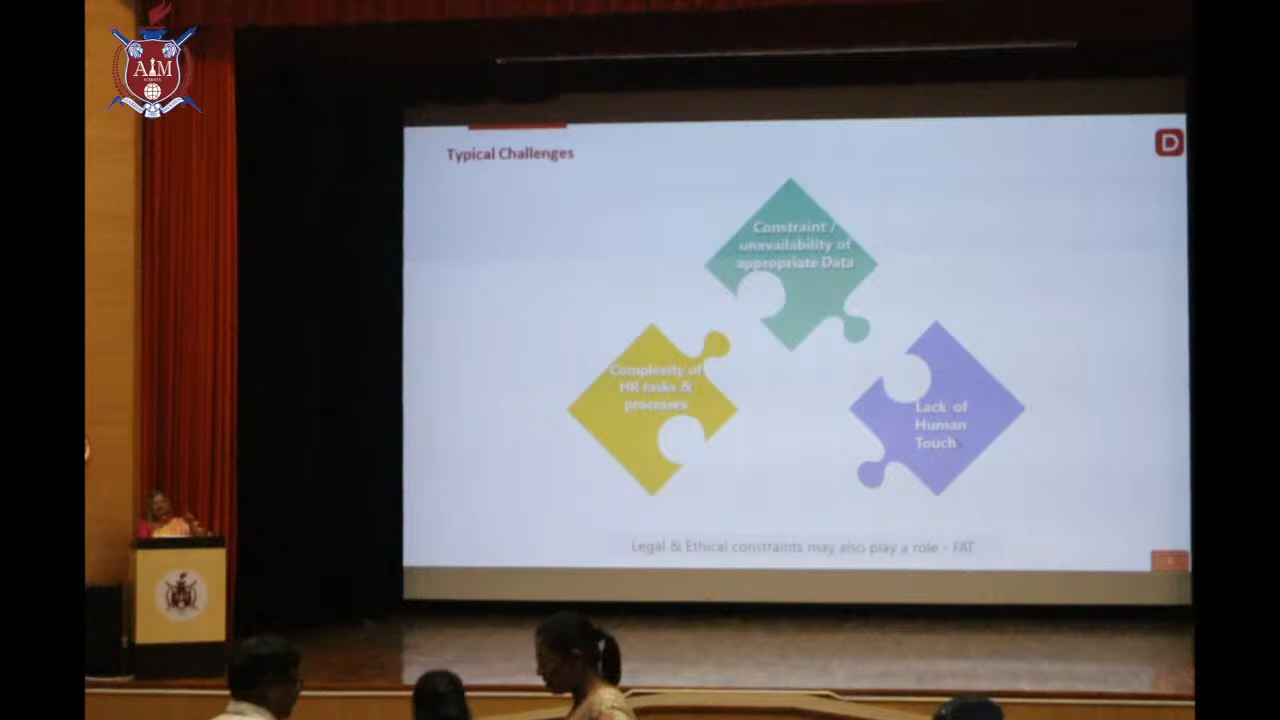 AIM
Typical Challenges
D
Constraint /
unavailability of
appropriate Data
Complexity of
HR tasks &
processes
Lack of
Human
Touch
Legal & Ethical constraints may also play a role - FAT